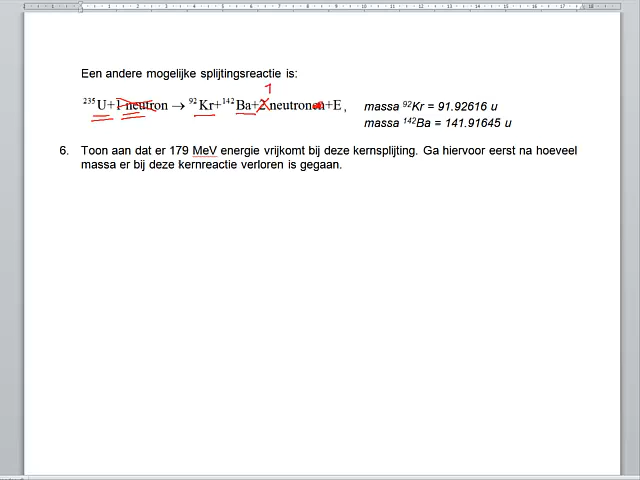 Een andere mogelijke splijtingsreactie is:
1
²³⁵U+1 neutron → ⁹²Kr+¹⁴²Ba+2 neutronen+E , massa ⁹²Kr = 91.92616 u
massa ¹⁴²Ba = 141.91645 u
6. Toon aan dat er 179 MeV energie vrijkomt bij deze kernsplijting. Ga hiervoor eerst na hoeveel
massa er bij deze kernreactie verloren is gegaan.